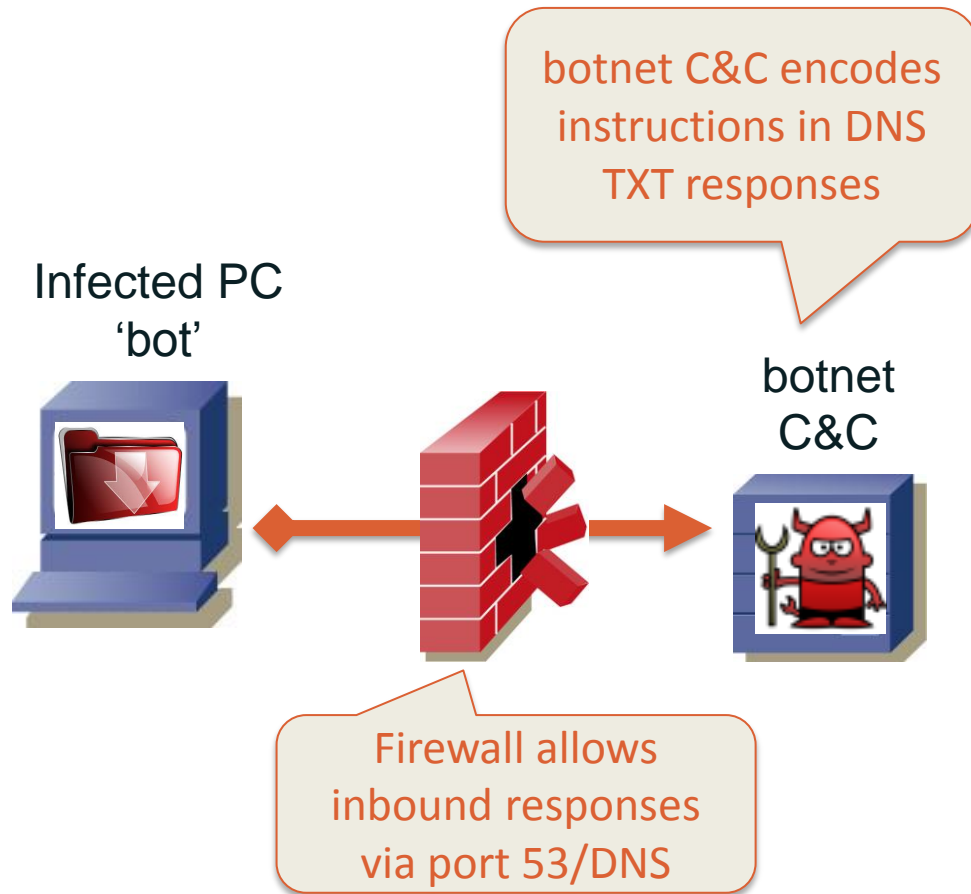 botnet C&C encodes
instructions in DNS
TXT responses
Infected PC
‘bot’
botnet
C&C
Firewall allows
inbound responses
via port 53/DNS